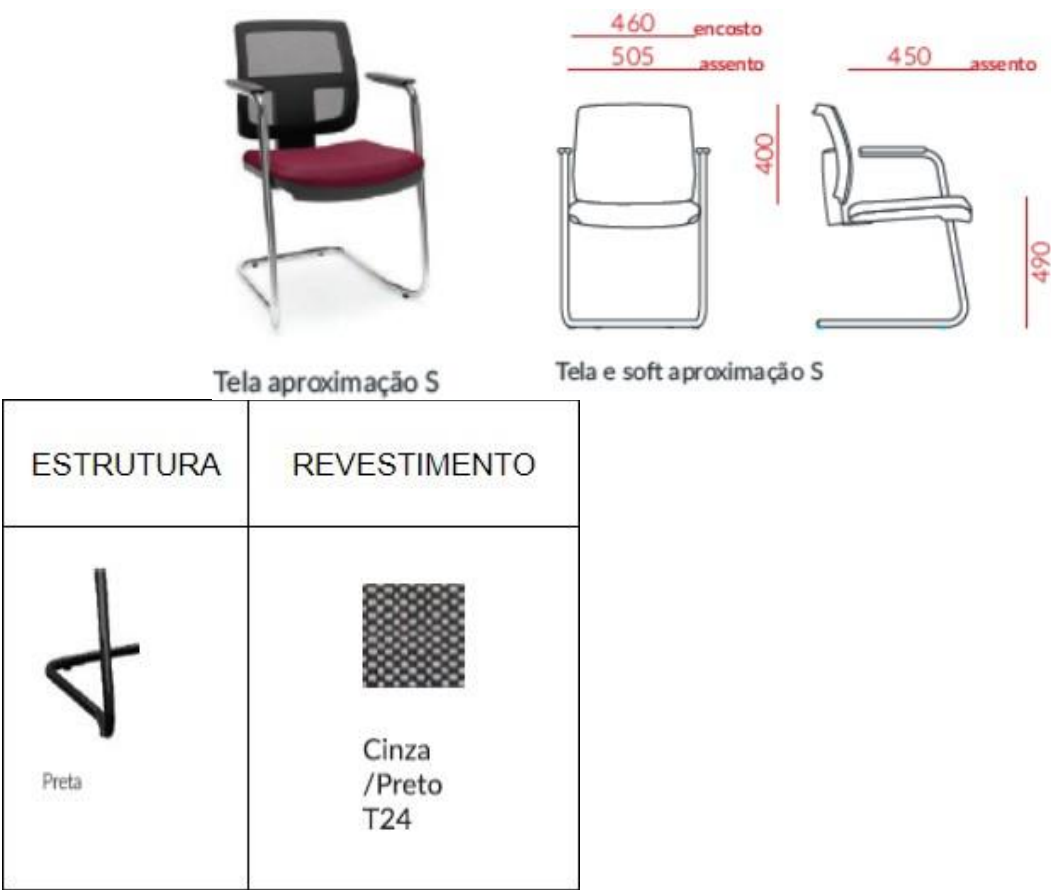 460 encosto
505 assento
450 assento
400
490
Tela aproximação S
Tela e soft aproximação S
ESTRUTURA
REVESTIMENTO
Preta
Cinza
/Preto
T24